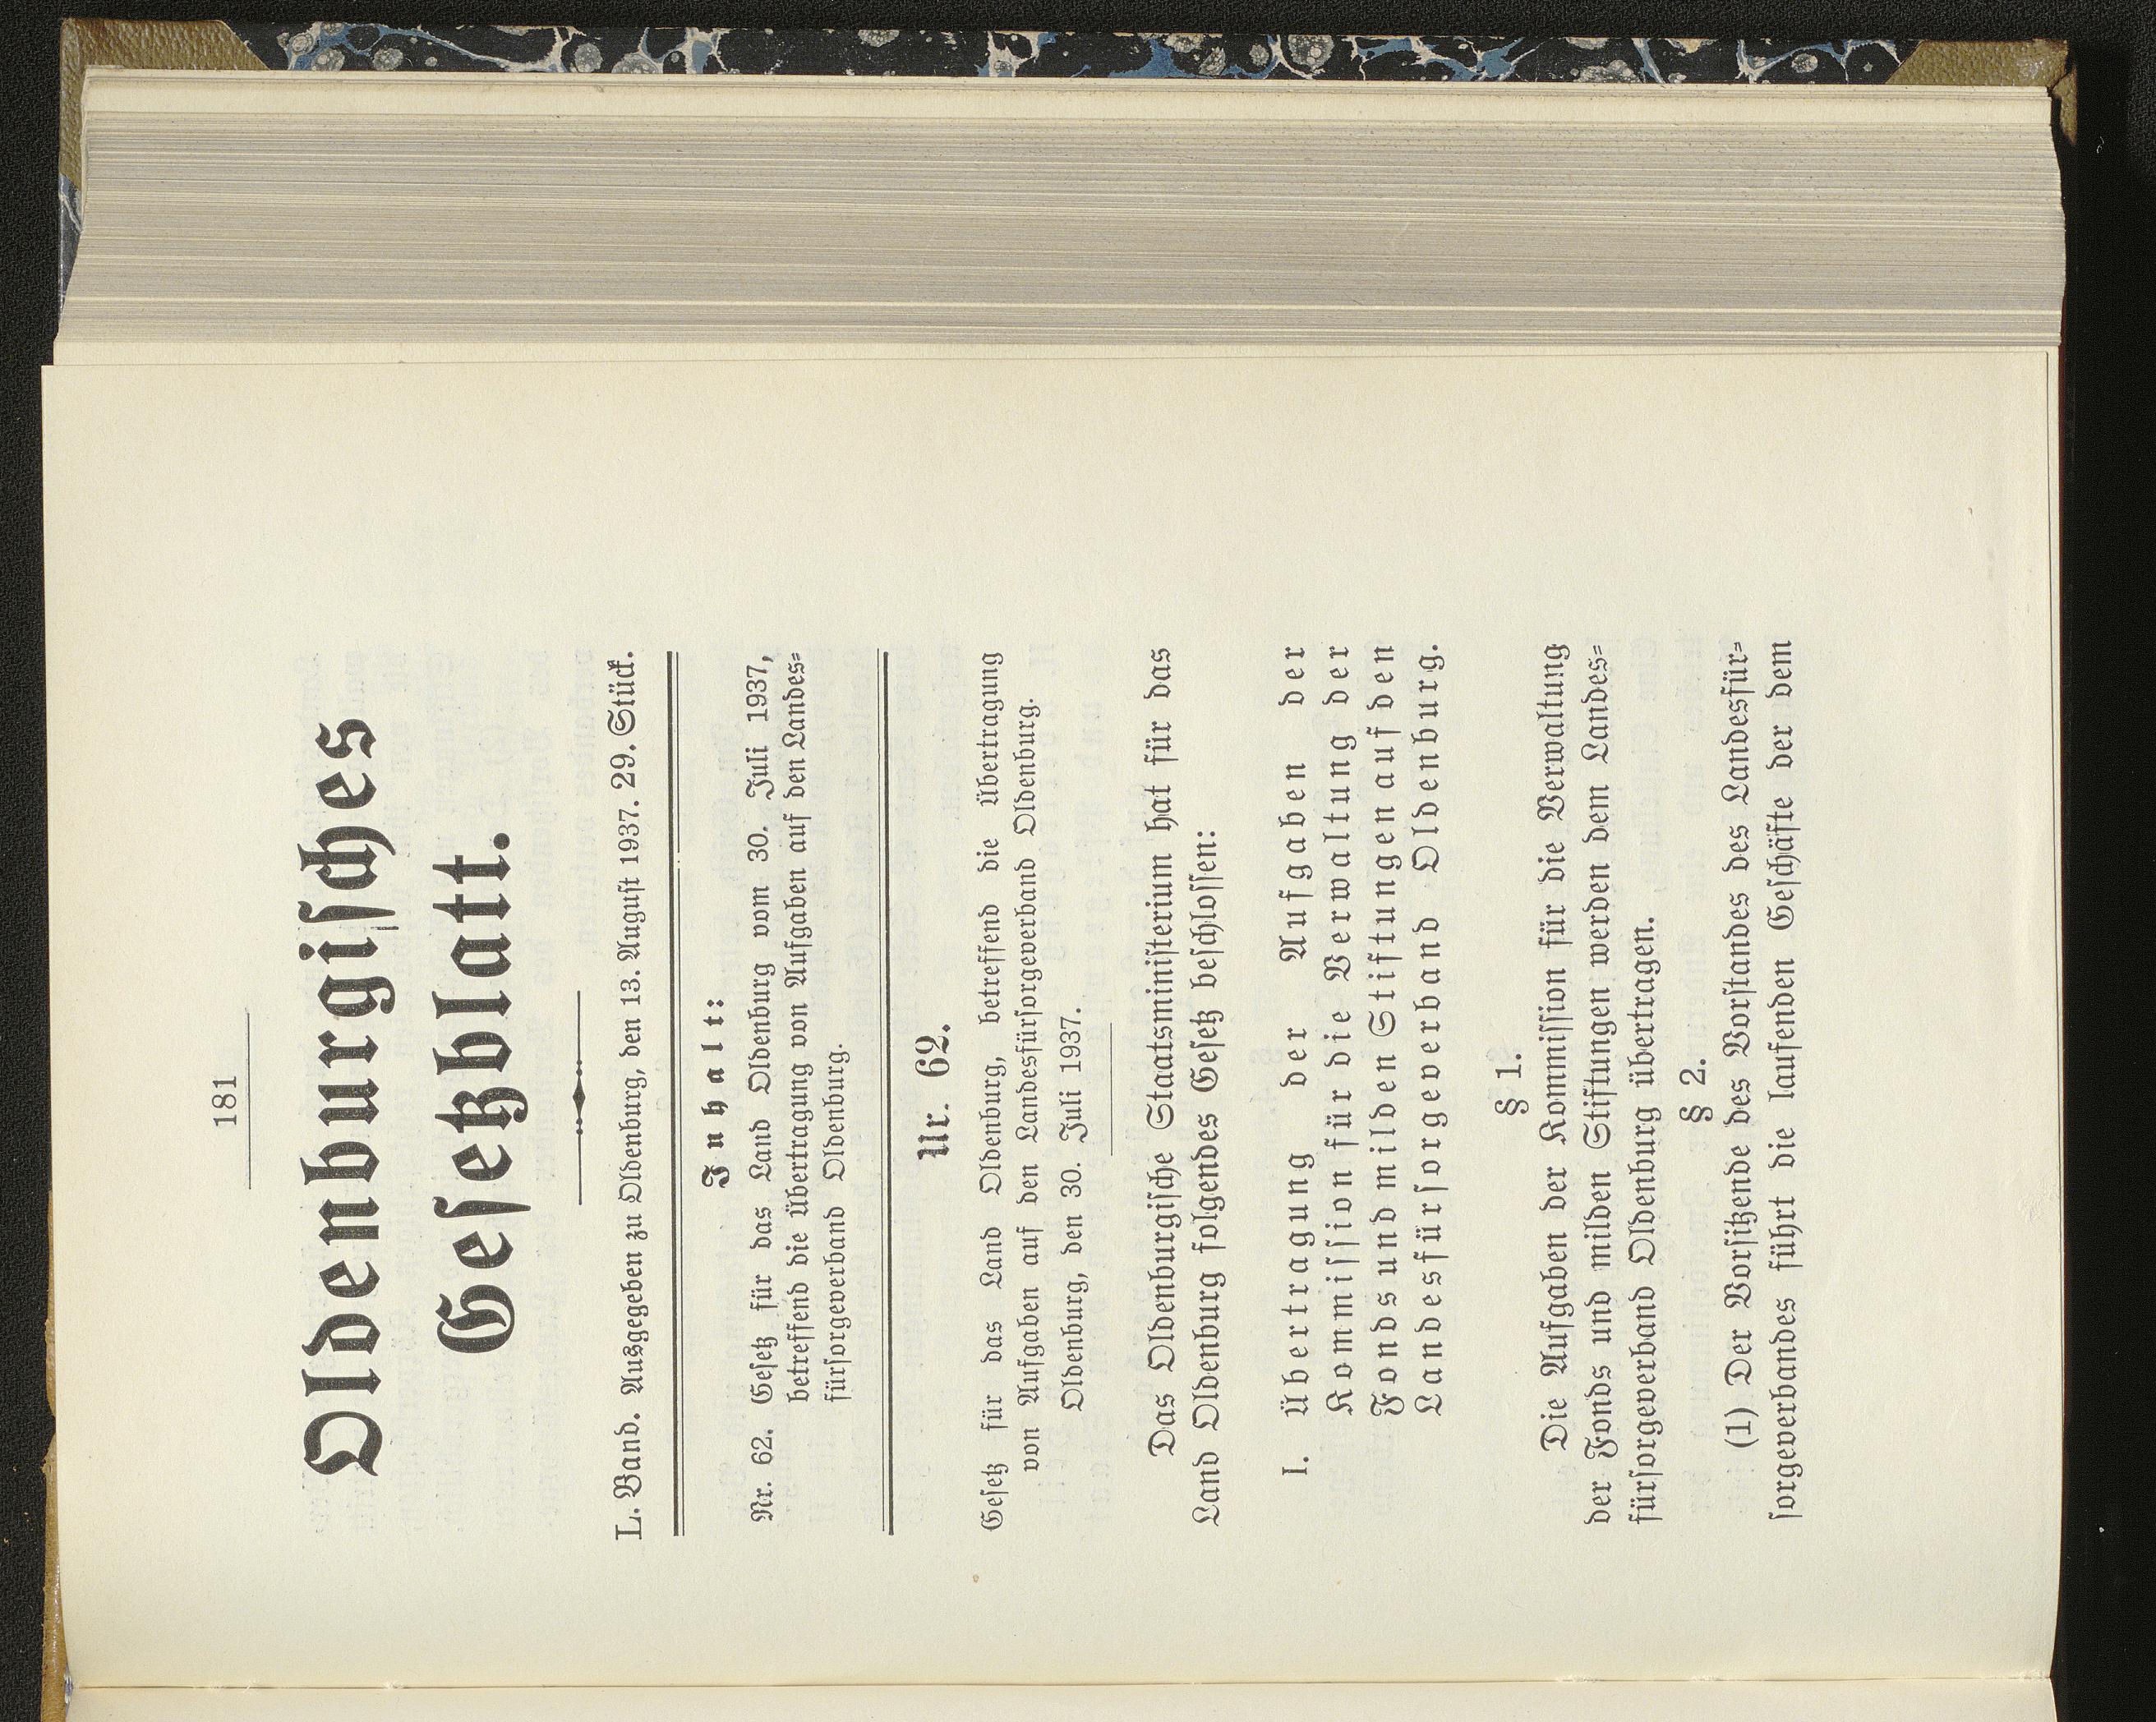 181
Oldenburgiſches
Geſetzblatt.
L. Band. Ausgegeben zu Oldenburg, den 13. Auguſt 1937. 29. Stück.
Inhalt:
Nr. 62. Geſetz für das Land Oldenburg vom 30. Juli 1937,
betreffend die Übertragung von Aufgaben auf den Landes-
fürſorgeverband Oldenburg.
Nr. 62.
Geſetz für das Land Oldenburg, betreffend die Übertragung
von Aufgaben auf den Landesfürſorgeverband Oldenburg.
Oldenburg, den 30. Juli 1937.
Das Oldenburgiſche Staatsminiſterium hat für das
Land Oldenburg folgendes Geſetz beſchloſſen:
I. Übertragung der Aufgaben der
Kommiſſion für die Verwaltung der
Fonds und milden Stiftungen auf den
Landesfürſorgeverband Oldenburg.
§ 1.
Die Aufgaben der Kommiſſion für die Verwaltung
der Fonds und milden Stiftungen werden dem Landes-
fürſorgeverband Oldenburg übertragen.
§ 2.
(1) Der Vorſitzende des Vorſtandes des Landesfür-
ſorgeverbandes führt die laufenden Geſchäfte der dem